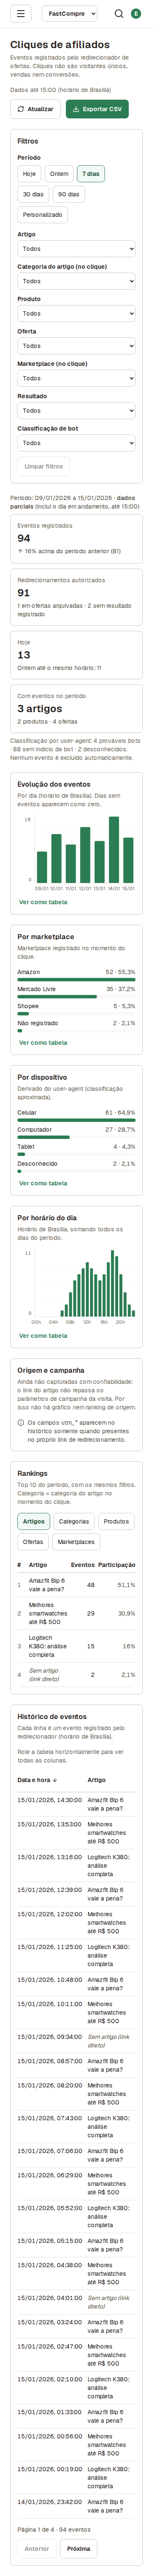 FastCompre
E
Cliques de afiliados
Eventos registrados pelo redirecionador de
ofertas. Cliques não são visitantes únicos,
vendas nem conversões.
Dados até 15:00 (horário de Brasília)
Atualizar
Exportar CSV
Filtros
Período
Hoje
Ontem
7 dias
30 dias
90 dias
Personalizado
Artigo
Todos
Categoria do artigo (no clique)
Todos
Produto
Todos
Oferta
Todos
Marketplace (no clique)
Todos
Resultado
Todos
Classificação de bot
Todos
Limpar filtros
Período: 09/01/2026 a 15/01/2026 · dados
parciais (inclui o dia em andamento, até 15:00)
Eventos registrados
94
↑ 16% acima do período anterior (81)
Redirecionamentos autorizados
91
1 em ofertas arquivadas · 2 sem resultado
registrado
Hoje
13
Ontem até o mesmo horário: 11
Com eventos no período
3 artigos
2 produtos · 4 ofertas
Classificação por user-agent: 4 prováveis bots
· 88 sem indício de bot · 2 desconhecidos.
Nenhum evento é excluído automaticamente.
Evolução dos eventos
Por dia (horário de Brasília). Dias sem
eventos aparecem como zero.
18
0
09/01 10/01 11/01 12/01 13/01 14/01 15/01
Ver como tabela
Por marketplace
Marketplace registrado no momento do
clique.
Amazon 52 · 55,3%
Mercado Livre 35 · 37,2%
Shopee 5 · 5,3%
Não registrado 2 · 2,1%
Ver como tabela
Por dispositivo
Derivado do user-agent (classificação
aproximada).
Celular 61 · 64,9%
Computador 27 · 28,7%
Tablet 4 · 4,3%
Desconhecido 2 · 2,1%
Ver como tabela
Por horário do dia
Horário de Brasília, somando todos os
dias do período.
11
0
00h 04h 08h 12h 16h 20h
Ver como tabela
Origem e campanha
Ainda não capturadas com confiabilidade:
o link do artigo não repassa os
parâmetros de campanha da visita. Por
isso não há gráfico nem ranking de origem.
Os campos utm_* aparecem no
histórico somente quando presentes
no próprio link de redirecionamento.
Rankings
Top 10 do período, com os mesmos filtros.
Categoria = categoria do artigo no
momento do clique.
Artigos
Categorias
Produtos
Ofertas
Marketplaces
# Artigo Eventos Participação
1 Amazfit Bip 6 vale a pena? 48 51,1%
2 Melhores smartwatches até R$ 500 29 30,9%
3 Logitech K380: análise completa 15 16%
4 Sem artigo (link direto) 2 2,1%
Histórico de eventos
Cada linha é um evento registrado pelo
redirecionador (horário de Brasília).
Role a tabela horizontalmente para ver
todas as colunas.
Data e hora ↓ Artigo
15/01/2026, 14:30:00 Amazfit Bip 6 vale a pena?
15/01/2026, 13:53:00 Melhores smartwatches até R$ 500
15/01/2026, 13:16:00 Logitech K380: análise completa
15/01/2026, 12:39:00 Amazfit Bip 6 vale a pena?
15/01/2026, 12:02:00 Melhores smartwatches até R$ 500
15/01/2026, 11:25:00 Logitech K380: análise completa
15/01/2026, 10:48:00 Amazfit Bip 6 vale a pena?
15/01/2026, 10:11:00 Melhores smartwatches até R$ 500
15/01/2026, 09:34:00 Sem artigo (link direto)
15/01/2026, 08:57:00 Amazfit Bip 6 vale a pena?
15/01/2026, 08:20:00 Melhores smartwatches até R$ 500
15/01/2026, 07:43:00 Logitech K380: análise completa
15/01/2026, 07:06:00 Amazfit Bip 6 vale a pena?
15/01/2026, 06:29:00 Melhores smartwatches até R$ 500
15/01/2026, 05:52:00 Logitech K380: análise completa
15/01/2026, 05:15:00 Amazfit Bip 6 vale a pena?
15/01/2026, 04:38:00 Melhores smartwatches até R$ 500
15/01/2026, 04:01:00 Sem artigo (link direto)
15/01/2026, 03:24:00 Amazfit Bip 6 vale a pena?
15/01/2026, 02:47:00 Melhores smartwatches até R$ 500
15/01/2026, 02:10:00 Logitech K380: análise completa
15/01/2026, 01:33:00 Amazfit Bip 6 vale a pena?
15/01/2026, 00:56:00 Melhores smartwatches até R$ 500
15/01/2026, 00:19:00 Logitech K380: análise completa
14/01/2026, 23:42:00 Amazfit Bip 6 vale a pena?
Página 1 de 4 · 94 eventos
Anterior
Próxima